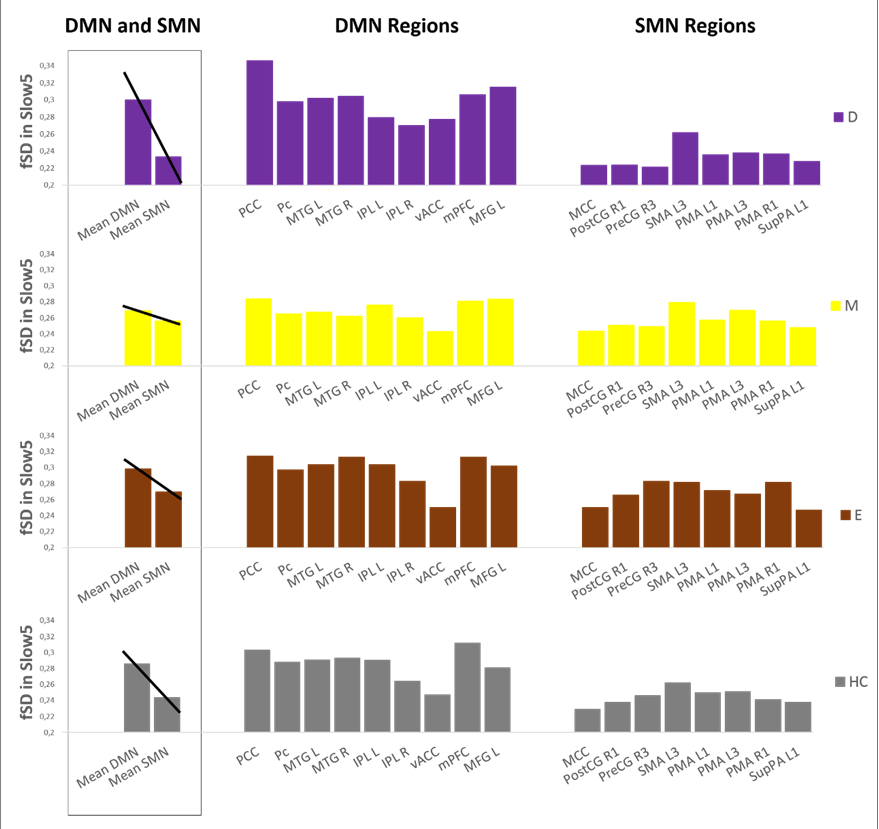 DMN and SMN
DMN Regions
SMN Regions
fSD in Slow5
0,34
0,32
0,3
0,28
0,26
0,24
0,22
0,2
Mean DMN
Mean SMN
PCC
Pc
MTG L
MTG R
IPL L
IPL R
vACC
mPFC
MFG L
MCC
PostCG R1
PreCG R3
SMA L3
PMA L1
PMA L3
PMA R1
SupPA L1
D
0,34
0,32
0,3
0,28
0,26
0,24
0,22
0,2
Mean DMN
Mean SMN
PCC
Pc
MTG L
MTG R
IPL L
IPL R
vACC
mPFC
MFG L
MCC
PostCG R1
PreCG R3
SMA L3
PMA L1
PMA L3
PMA R1
SupPA L1
M
fSD in Slow5
0,34
0,32
0,3
0,28
0,26
0,24
0,22
0,2
Mean DMN
Mean SMN
PCC
Pc
MTG L
MTG R
IPL L
IPL R
vACC
mPFC
MFG L
MCC
PostCG R1
PreCG R3
SMA L3
PMA L1
PMA L3
PMA R1
SupPA L1
E
fSD in Slow5
0,34
0,32
0,3
0,28
0,26
0,24
0,22
0,2
Mean DMN
Mean SMN
PCC
Pc
MTG L
MTG R
IPL L
IPL R
vACC
mPFC
MFG L
MCC
PostCG R1
PreCG R3
SMA L3
PMA L1
PMA L3
PMA R1
SupPA L1
HC